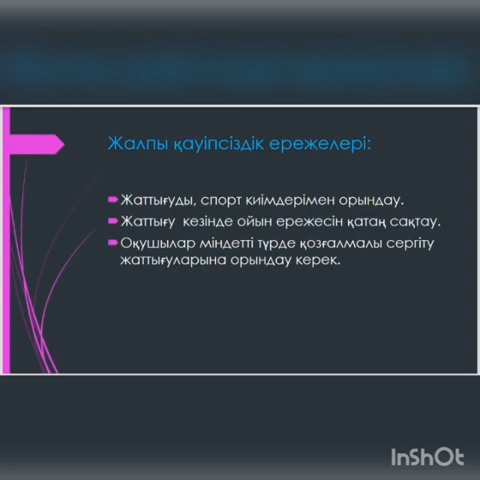 Жалпы қауіпсіздік ережелері:
Жаттығуды, спорт киімдерімен орындау.
Жаттығу кезінде ойын ережесін қатаң сақтау.
Оқушылар міндетті түрде қозғалмалы сергіту
жаттығуларына орындау керек.
InShOt